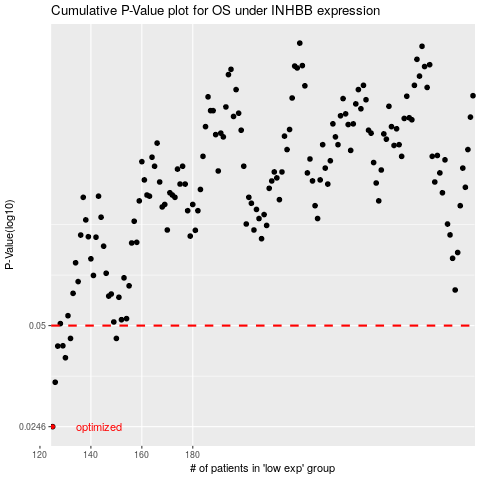 Cumulative P-Value plot for OS under INHBB expression
P-Value(log10)
0.05
0.0246
optimized
120
140
160
180
# of patients in 'low exp' group